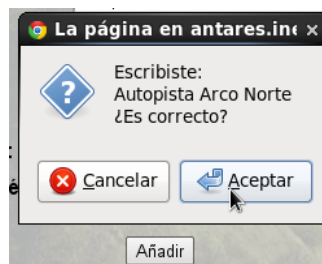 La página en antares.ine
Escribiste:
Autopista Arco Norte
¿Es correcto?
Cancelar
Aceptar
Añadir